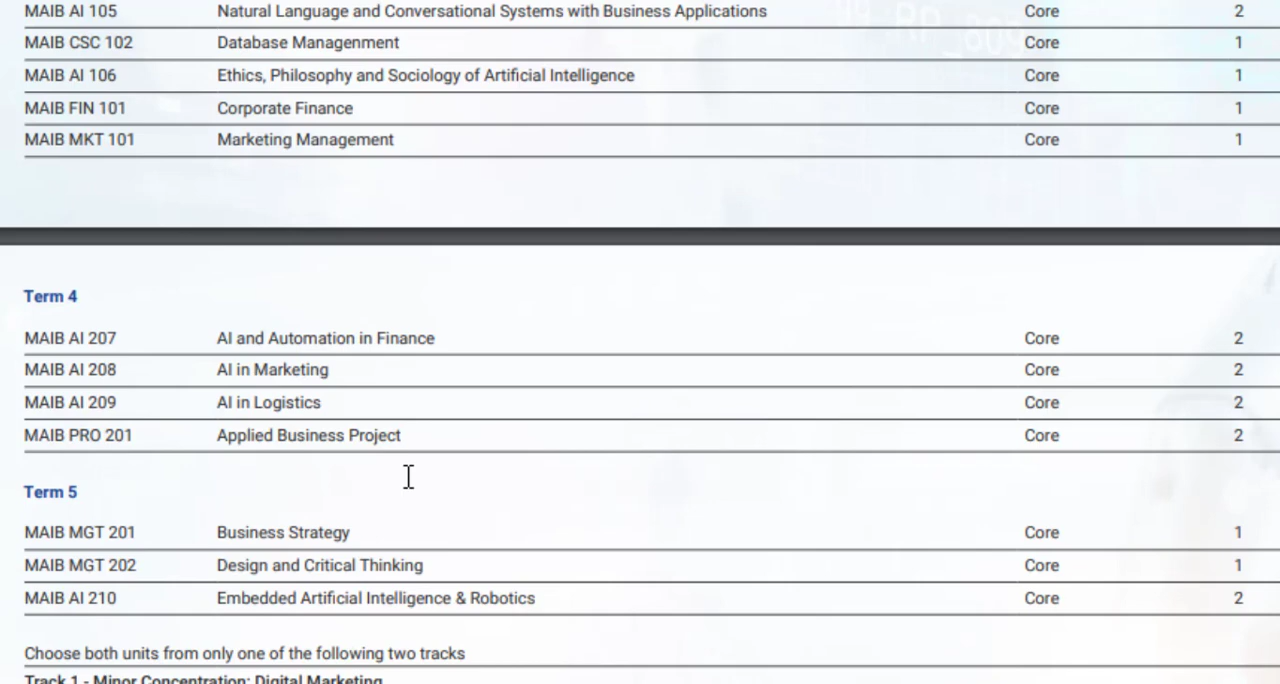 MAIB AI 105 Natural Language and Conversational Systems with Business Applications Core 2
MAIB CSC 102 Database Managenment Core 1
MAIB AI 106 Ethics, Philosophy and Sociology of Artificial Intelligence Core 1
MAIB FIN 101 Corporate Finance Core 1
MAIB MKT 101 Marketing Management Core 1
Term 4
MAIB AI 207 AI and Automation in Finance Core 2
MAIB AI 208 AI in Marketing Core 2
MAIB AI 209 AI in Logistics Core 2
MAIB PRO 201 Applied Business Project Core 2
Term 5
MAIB MGT 201 Business Strategy Core 1
MAIB MGT 202 Design and Critical Thinking Core 1
MAIB AI 210 Embedded Artificial Intelligence & Robotics Core 2
Choose both units from only one of the following two tracks
Track 1 - Minor Concentration: Digital Marketing